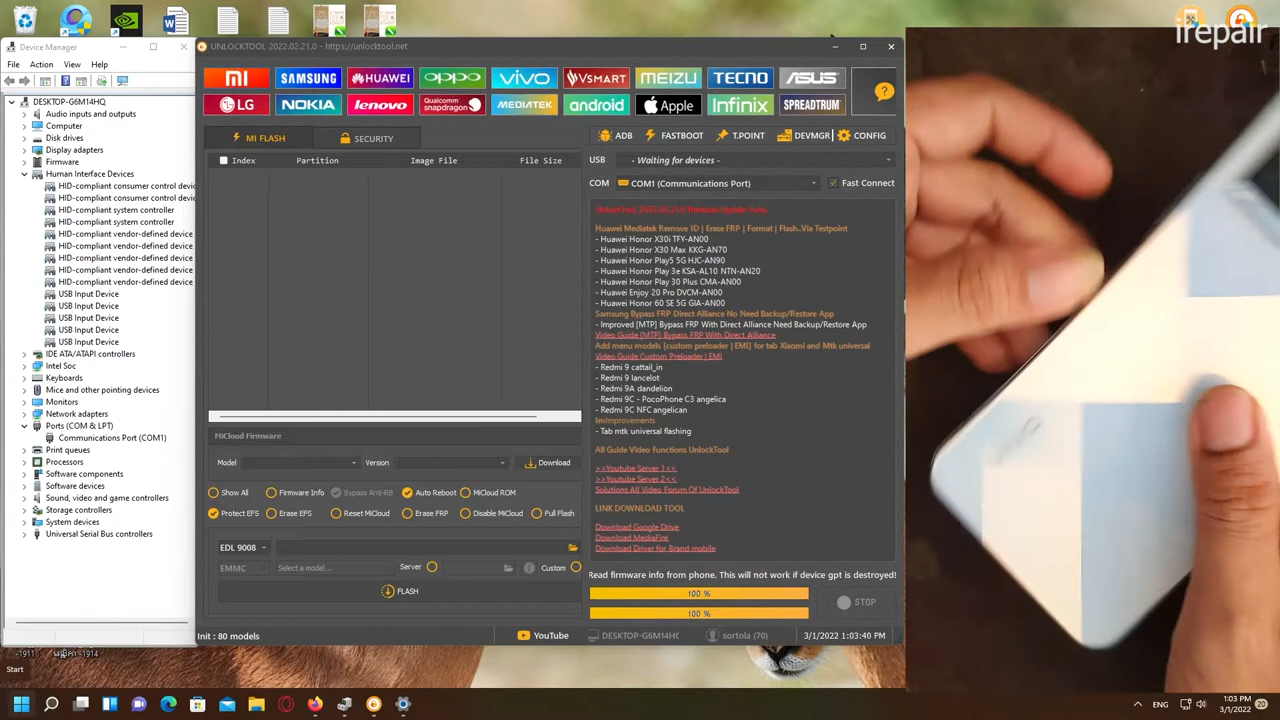 irepair
Device Manager
File Action View Help
DESKTOP-G6M14HQ
Audio inputs and outputs
Computer
Disk drives
Display adapters
Firmware
Human Interface Devices
HID-compliant consumer control devic
HID-compliant consumer control devic
HID-compliant system controller
HID-compliant system controller
HID-compliant vendor-defined device
HID-compliant vendor-defined device
HID-compliant vendor-defined device
HID-compliant vendor-defined device
HID-compliant vendor-defined device
USB Input Device
USB Input Device
USB Input Device
USB Input Device
IDE ATA/ATAPI controllers
Intel Soc
Keyboards
Mice and other pointing devices
Monitors
Network adapters
Ports (COM & LPT)
Communications Port (COM1)
Print queues
Processors
Software components
Software devices
Sound, video and game controllers
Storage controllers
System devices
Universal Serial Bus controllers
UNLOCKTOOL 2022.02.21.0 - https://unlocktool.net
MI SAMSUNG HUAWEI oppo vivo VSMART MEIZU TECNO ASUS
LG NOKIA lenovo Qualcomm snapdragon MEDIATEK android Apple Infinix SPREADTRUM
MI FLASH SECURITY
Index Partition Image File File Size
MiCloud Firmware
Model Version Download
Show All Firmware Info Bypass Anti-RB Auto Reboot MiCloud ROM
Protect EFS Erase EFS Reset MiCloud Erase FRP Disable MiCloud Full Flash
EDL 9008
EMMC Select a model... Server Custom
FLASH
ADB FASTBOOT T.POINT DEVMGR CONFIG
USB - Waiting for devices -
COM COM1 (Communications Port) Fast Connect
Huawei Mediatek Remove ID | Erase FRP | Format | Flash..Via Testpoint
- Huawei Honor X30i TFY-AN00
- Huawei Honor X30 Max KKG-AN70
- Huawei Honor Play5 5G HJC-AN90
- Huawei Honor Play 3e KSA-AL10 NTN-AN20
- Huawei Honor Play 30 Plus CMA-AN00
- Huawei Enjoy 20 Pro DVCM-AN00
- Huawei Honor 60 SE 5G GIA-AN00
Samsung Bypass FRP Direct Alliance No Need Backup/Restore App
- Improved [MTP] Bypass FRP With Direct Alliance Need Backup/Restore App
Video Guide [MTP] Bypass FRP With Direct Alliance
Add menu models [custom preloader | EMI] for tab Xiaomi and Mtk universal
Video Guide Custom Preloader | EMI
- Redmi 9 cattail_in
- Redmi 9 lancelot
- Redmi 9A dandelion
- Redmi 9C - PocoPhone C3 angelica
- Redmi 9C NFC angelican
ImImprovements
- Tab mtk universal flashing
All Guide Video Functions UnlockTool
>>Youtube Server 1<<
>>Youtube Server 2<<
Solutions All Video Forum Of UnlockTool
LINK DOWNLOAD TOOL
Download Google Drive
Download MediaFire
Download Driver for Brand mobile
Read firmware info from phone. This will not work if device gpt is destroyed!
100 %
100 %
STOP
Init : 80 models YouTube DESKTOP-G6M14HC sortola (70) 3/1/2022 1:03:40 PM
-1911 -1914
Start
ENG 1:03 PM
3/1/2022 20